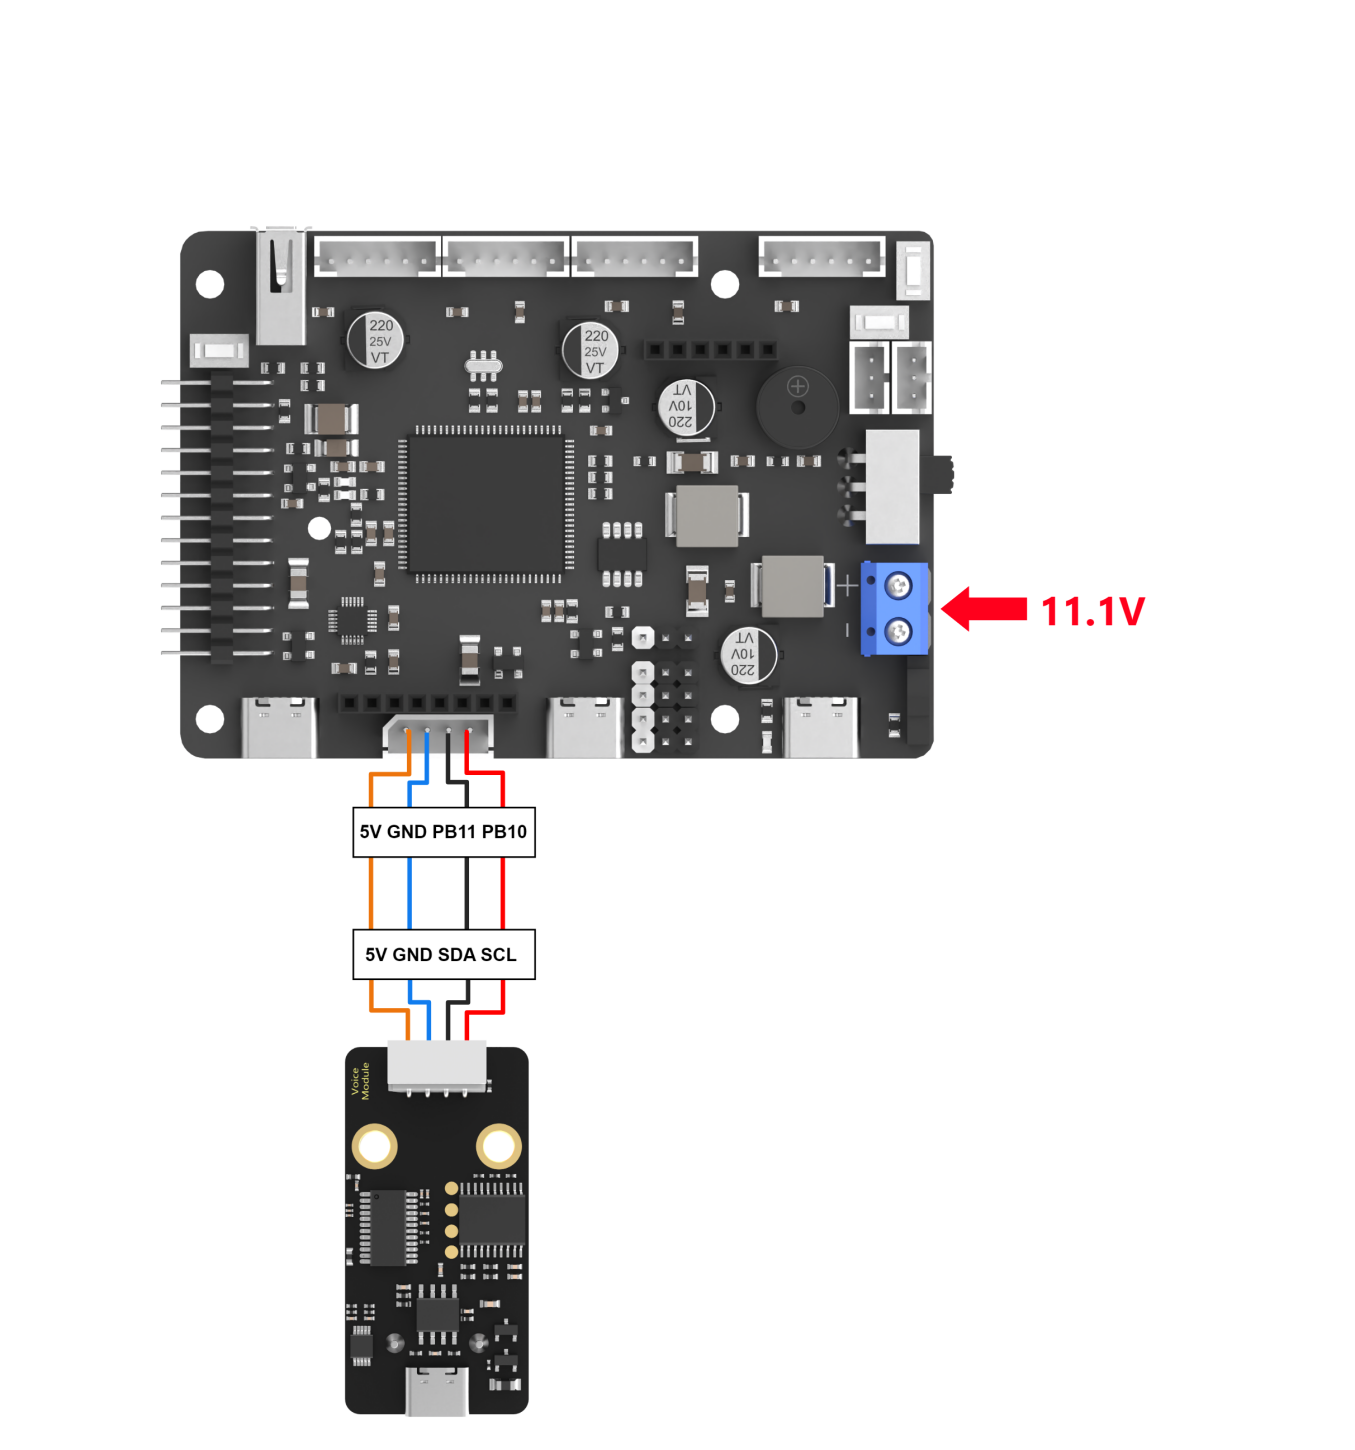 220
25V
VT
220
25V
VT
220
10V
VT
+
+
-
11.1V
220
10V
VT
5V GND PB11 PB10
5V GND SDA SCL
Voice
Module